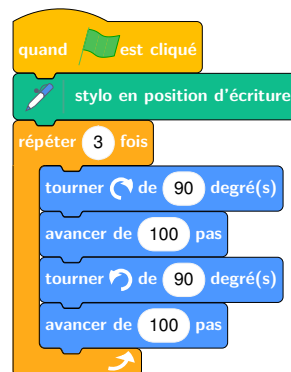 quand est cliqué
stylo en position d'écriture
répéter 3 fois
tourner de 90 degré(s)
avancer de 100 pas
tourner de 90 degré(s)
avancer de 100 pas